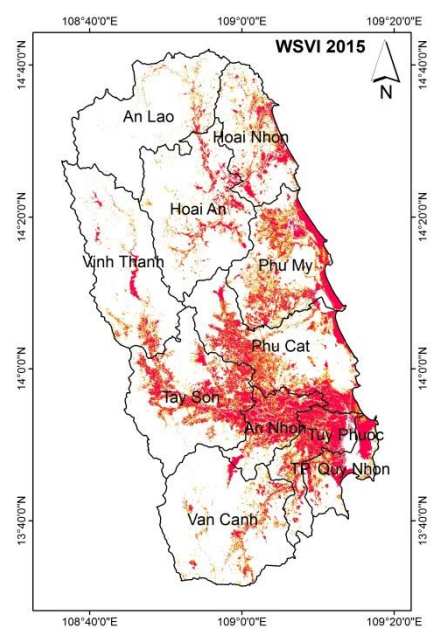 108°40'0"E 109°0'0"E 109°20'0"E
WSVI 2015
N
14°40'0"N 14°40'0"N
An Lao
Hoai Nhon
Hoai An
14°20'0"N 14°20'0"N
Vinh Thanh
Phu My
Phu Cat
14°0'0"N 14°0'0"N
Tay Son
An Nhon
Tuy Phuoc
TP. Quy Nhon
Van Canh
13°40'0"N 13°40'0"N
108°40'0"E 109°0'0"E 109°20'0"E